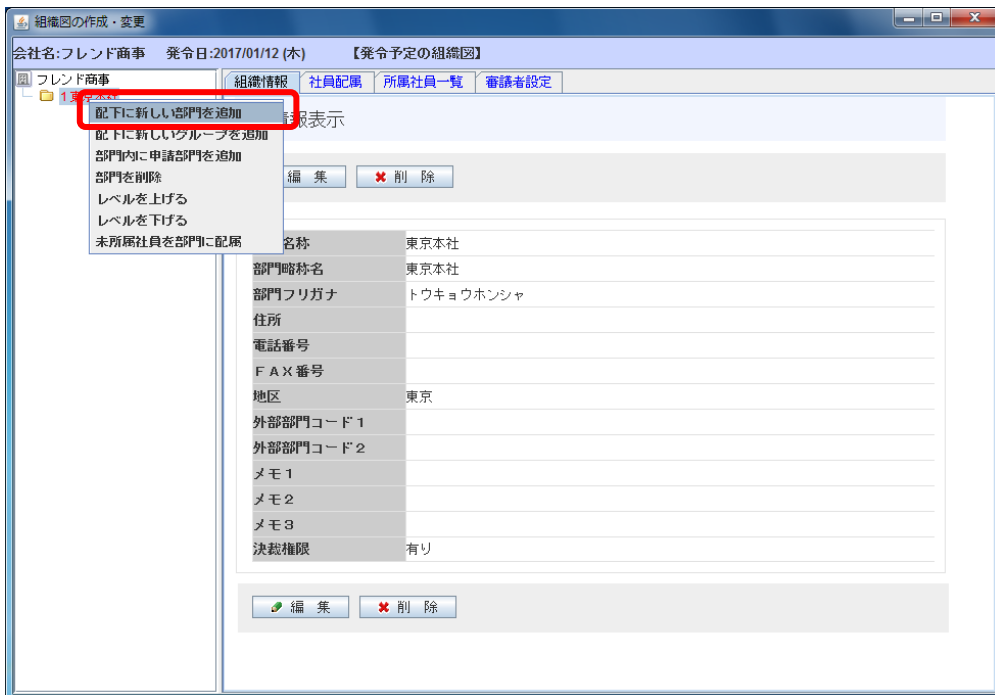 組織図の作成・変更
会社名:フレンド商事 発令日:2017/01/12 (木) 【発令予定の組織図】
フレンド商事
1東京本社
組織情報 社員配属 所属社員一覧 審議者設定
配下に新しい部門を追加
配下に新しいグループを追加
部門内に申請部門を追加
部門を削除
レベルを上げる
レベルを下げる
未所属社員を部門に配属
情報表示
編 集 削 除
名称 東京本社
部門略称名 東京本社
部門フリガナ トウキョウホンシャ
住所
電話番号
ＦＡＸ番号
地区 東京
外部部門コード１
外部部門コード２
メモ１
メモ２
メモ３
決裁権限 有り
編 集 削 除